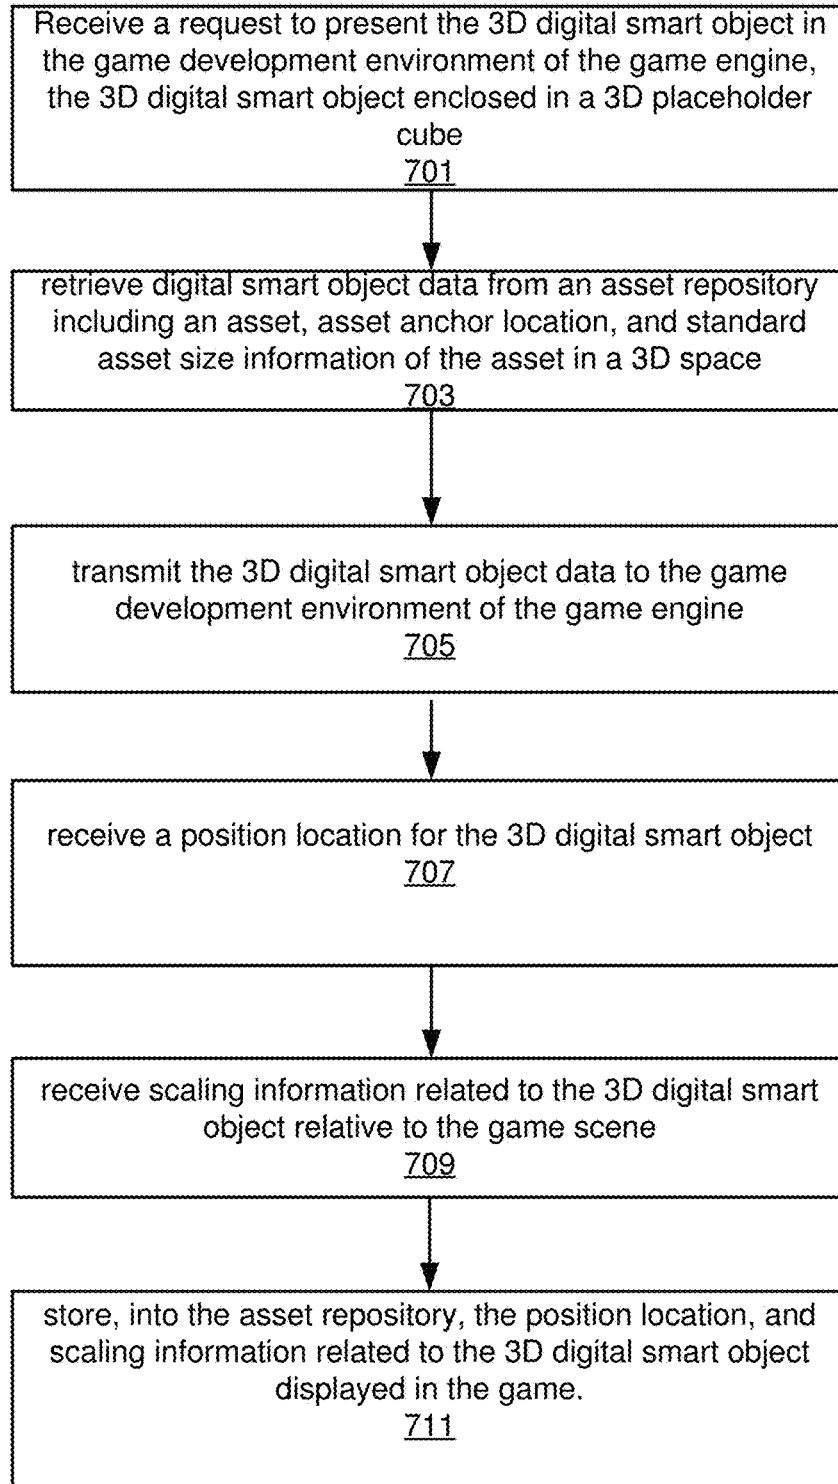 Receive a request to present the 3D digital smart object in
the game development environment of the game engine,
the 3D digital smart object enclosed in a 3D placeholder
cube
701
retrieve digital smart object data from an asset repository
including an asset, asset anchor location, and standard
asset size information of the asset in a 3D space
703
transmit the 3D digital smart object data to the game
development environment of the game engine
705
receive a position location for the 3D digital smart object
707
receive scaling information related to the 3D digital smart
object relative to the game scene
709
store, into the asset repository, the position location, and
scaling information related to the 3D digital smart object
displayed in the game.
711